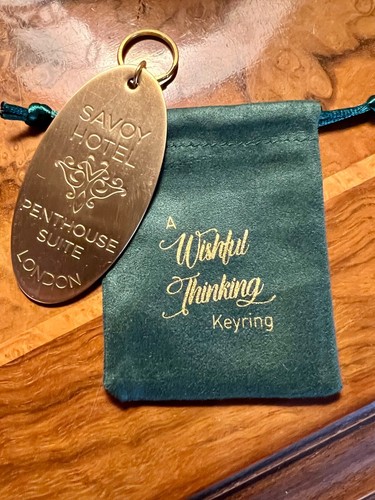 SAVOY
HOTEL
PENTHOUSE
SUITE
LONDON
A
Wishful
Thinking
Keyring